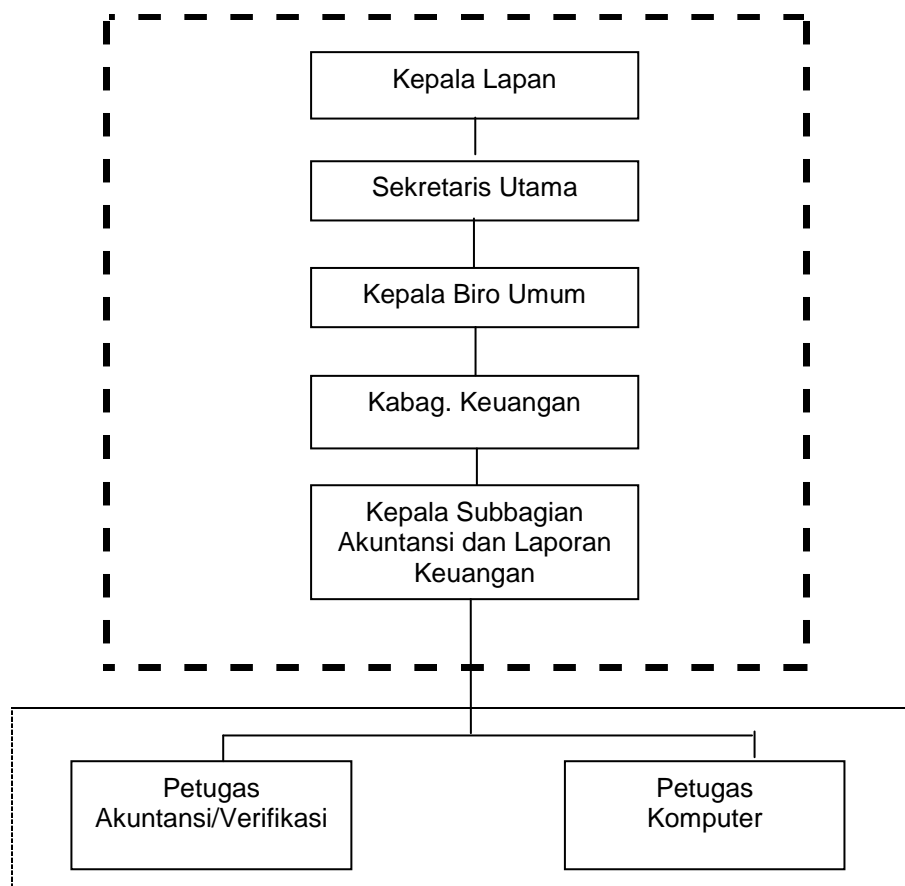 Kepala Lapan
Sekretaris Utama
Kepala Biro Umum
Kabag. Keuangan
Kepala Subbagian
Akuntansi dan Laporan
Keuangan
Petugas
Akuntansi/Verifikasi
Petugas
Komputer